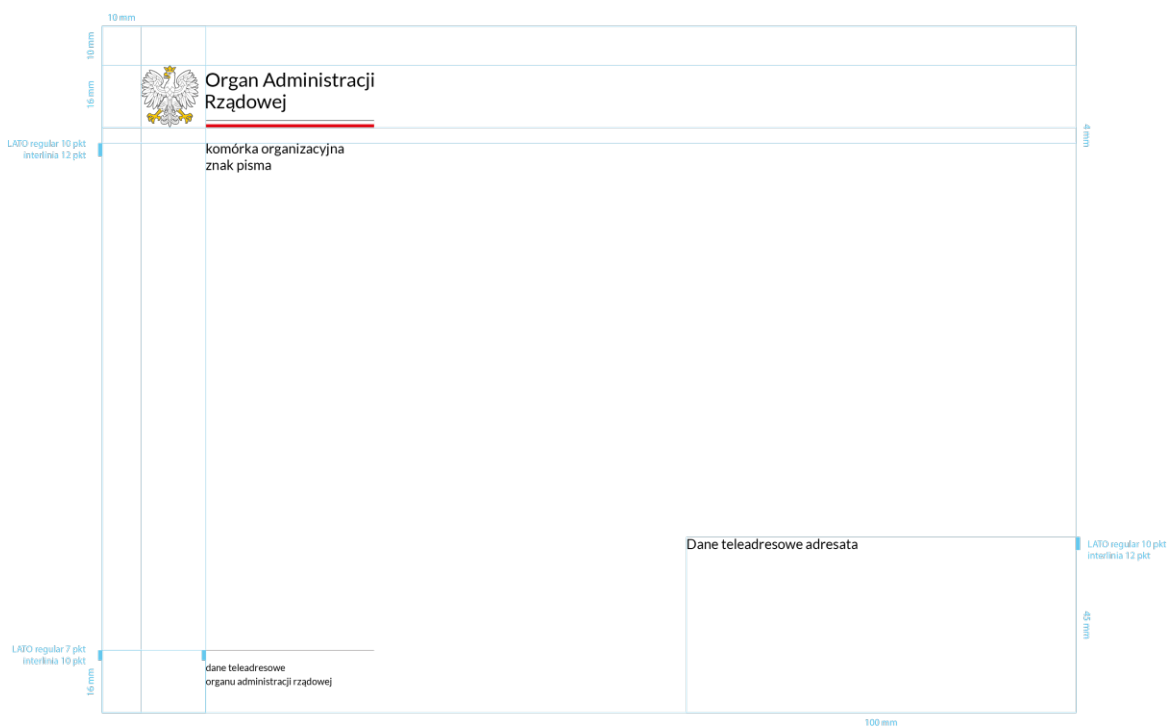 10 mm
10 mm
16 mm
Organ Administracji
Rządowej
LATO regular 10 pkt
interlinia 12 pkt
4 mm
komórka organizacyjna
znak pisma
Dane teleadresowe adresata
LATO regular 10 pkt
interlinia 12 pkt
45 mm
LATO regular 7 pkt
interlinia 10 pkt
16 mm
dane teleadresowe
organu administracji rządowej
100 mm